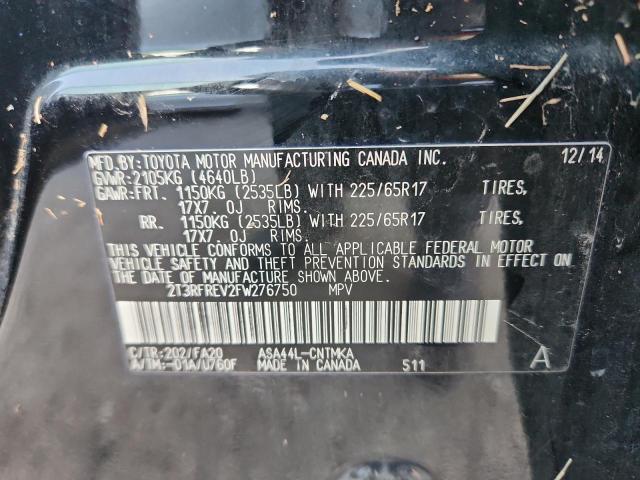 MFD.BY:TOYOTA MOTOR MANUFACTURING CANADA INC. 12/14
GVWR:2105KG (4640LB)
GAWR:FRT. 1150KG (2535LB) WITH 225/65R17 TIRES,
17X7 0J RIMS.
RR. 1150KG (2535LB) WITH 225/65R17 TIRES,
17X7 0J RIMS.
THIS VEHICLE CONFORMS TO ALL APPLICABLE FEDERAL MOTOR
VEHICLE SAFETY AND THEFT PREVENTION STANDARDS IN EFFECT ON
THE DATE OF MANUFACTURE SHOWN ABOVE.
2T3RFREV2FW276750 MPV
C/TR:202/FA20 ASA44L-CNTMKA
A/TM:-01A/U760F MADE IN CANADA S11 A